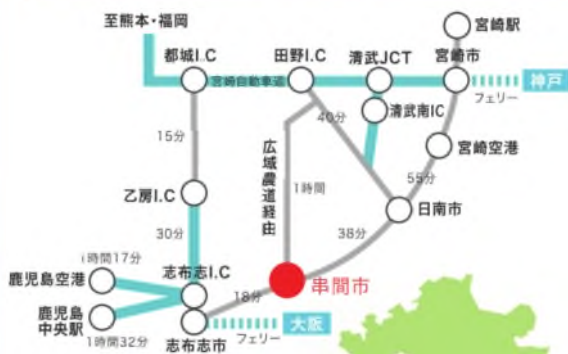 至熊本・福岡
宮崎駅
都城I.C
田野I.C
清武JCT
宮崎市
宮崎自動車道
フェリー
神戸
清武南IC
40分
15分
宮崎空港
広域農道経由
1時間
55分
乙房I.C
日南市
30分
38分
1時間17分
志布志I.C
鹿児島空港
18分
串間市
鹿児島
中央駅
1時間32分
志布志市
フェリー
大阪